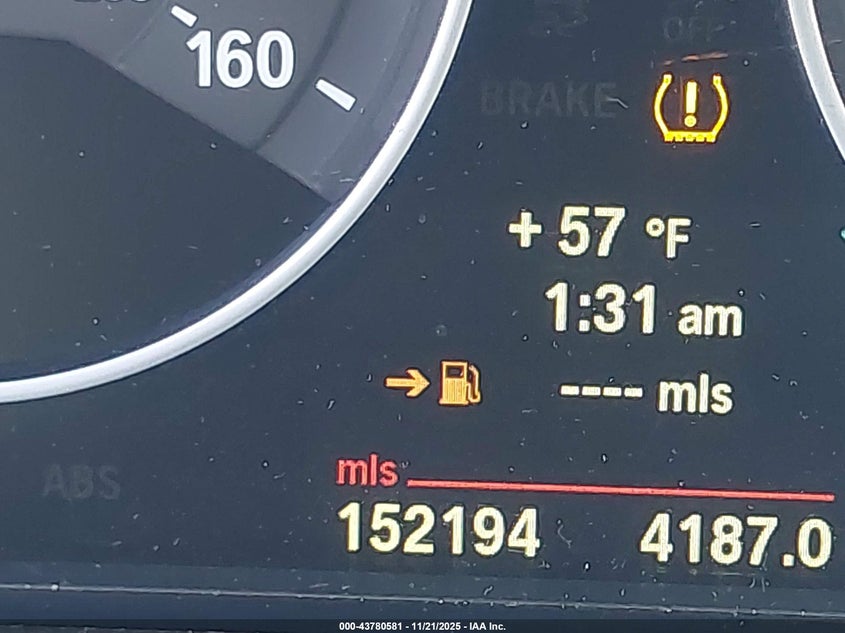 160
OFF
BRAKE
+ 57 °F
1:31 am
---- mls
ABS
mls
152194 4187.0
000-43780581 - 11/21/2025 - IAA Inc.